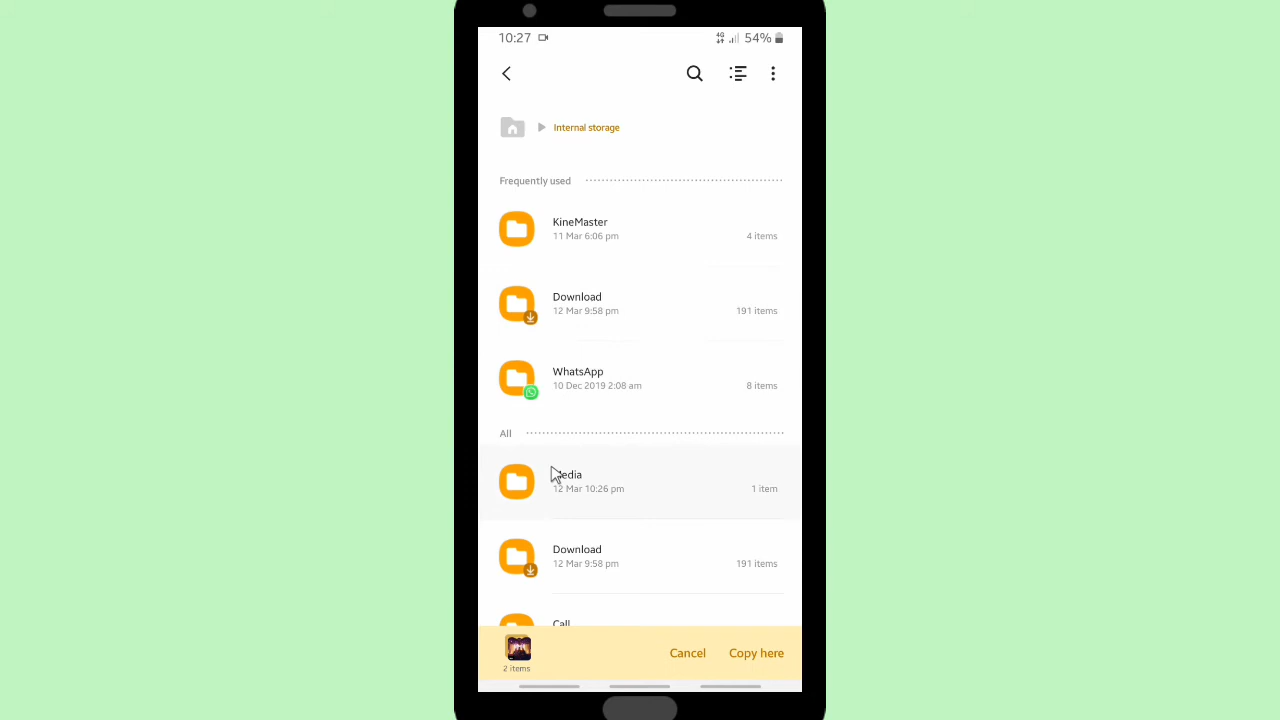 10:27
4G
54%
Internal storage
Frequently used
KineMaster
11 Mar 6:06 pm
4 items
Download
12 Mar 9:58 pm
191 items
WhatsApp
10 Dec 2019 2:08 am
8 items
All
edia
12 Mar 10:26 pm
1 item
Download
12 Mar 9:58 pm
191 items
Call
2 items
Cancel
Copy here